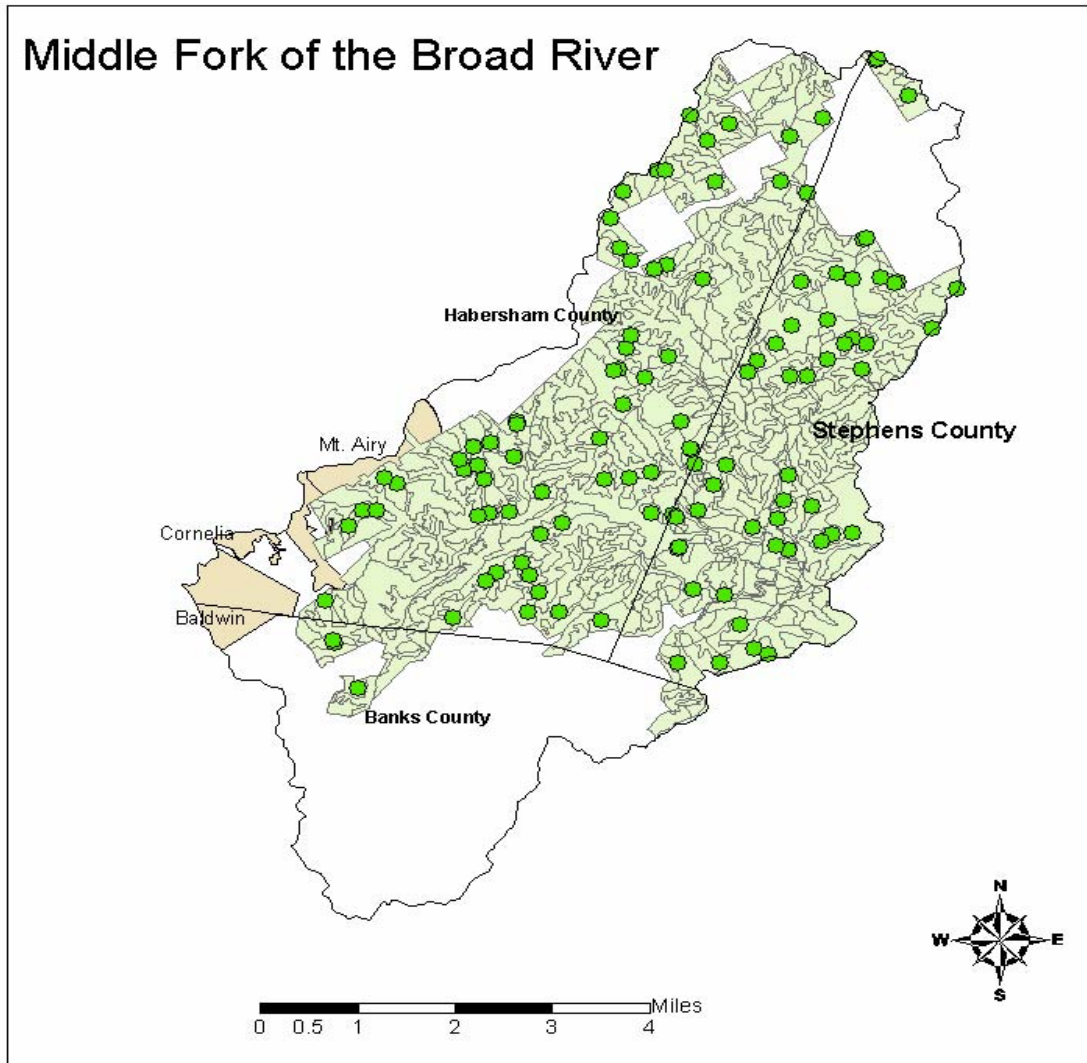 Middle Fork of the Broad River
Habersham County
Mt. Airy
Stephens County
Cornelia
Baldwin
Banks County
N
W E
S
Miles
0 0.5 1 2 3 4